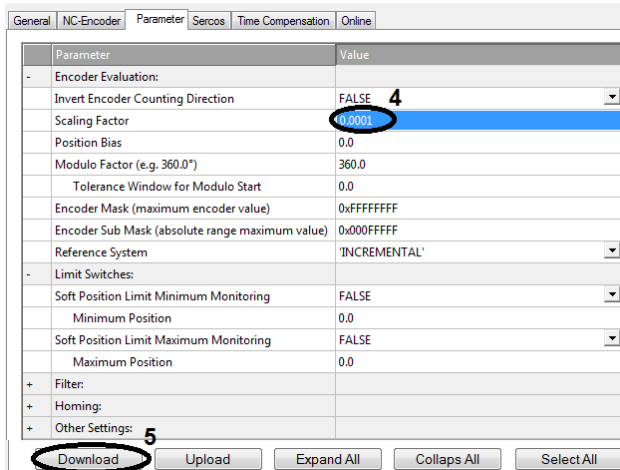 General NC-Encoder Parameter Sercos Time Compensation Online
Parameter Value
- Encoder Evaluation:
Invert Encoder Counting Direction FALSE 4
Scaling Factor 0.0001
Position Bias 0.0
Modulo Factor (e.g. 360.0°) 360.0
Tolerance Window for Modulo Start 0.0
Encoder Mask (maximum encoder value) 0xFFFFFFFF
Encoder Sub Mask (absolute range maximum value) 0x000FFFFF
Reference System 'INCREMENTAL'
- Limit Switches:
Soft Position Limit Minimum Monitoring FALSE
Minimum Position 0.0
Soft Position Limit Maximum Monitoring FALSE
Maximum Position 0.0
+ Filter:
+ Homing:
+ Other Settings:
5
Download Upload Expand All Collaps All Select All